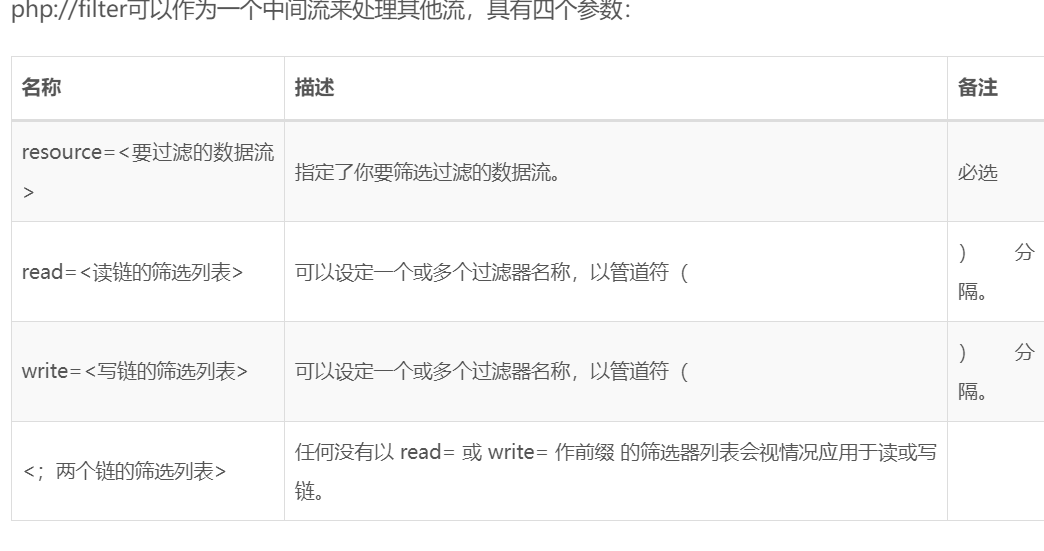 php://filter可以作为一个中间流来处理其他流，具有四个参数：
名称 描述 备注
resource=<要过滤的数据流
>
指定了你要筛选过滤的数据流。
必选
read=<读链的筛选列表>
可以设定一个或多个过滤器名称，以管道符（
） 分
隔。
write=<写链的筛选列表>
可以设定一个或多个过滤器名称，以管道符（
） 分
隔。
<；两个链的筛选列表>
任何没有以 read= 或 write= 作前缀 的筛选器列表会视情况应用于读或写
链。